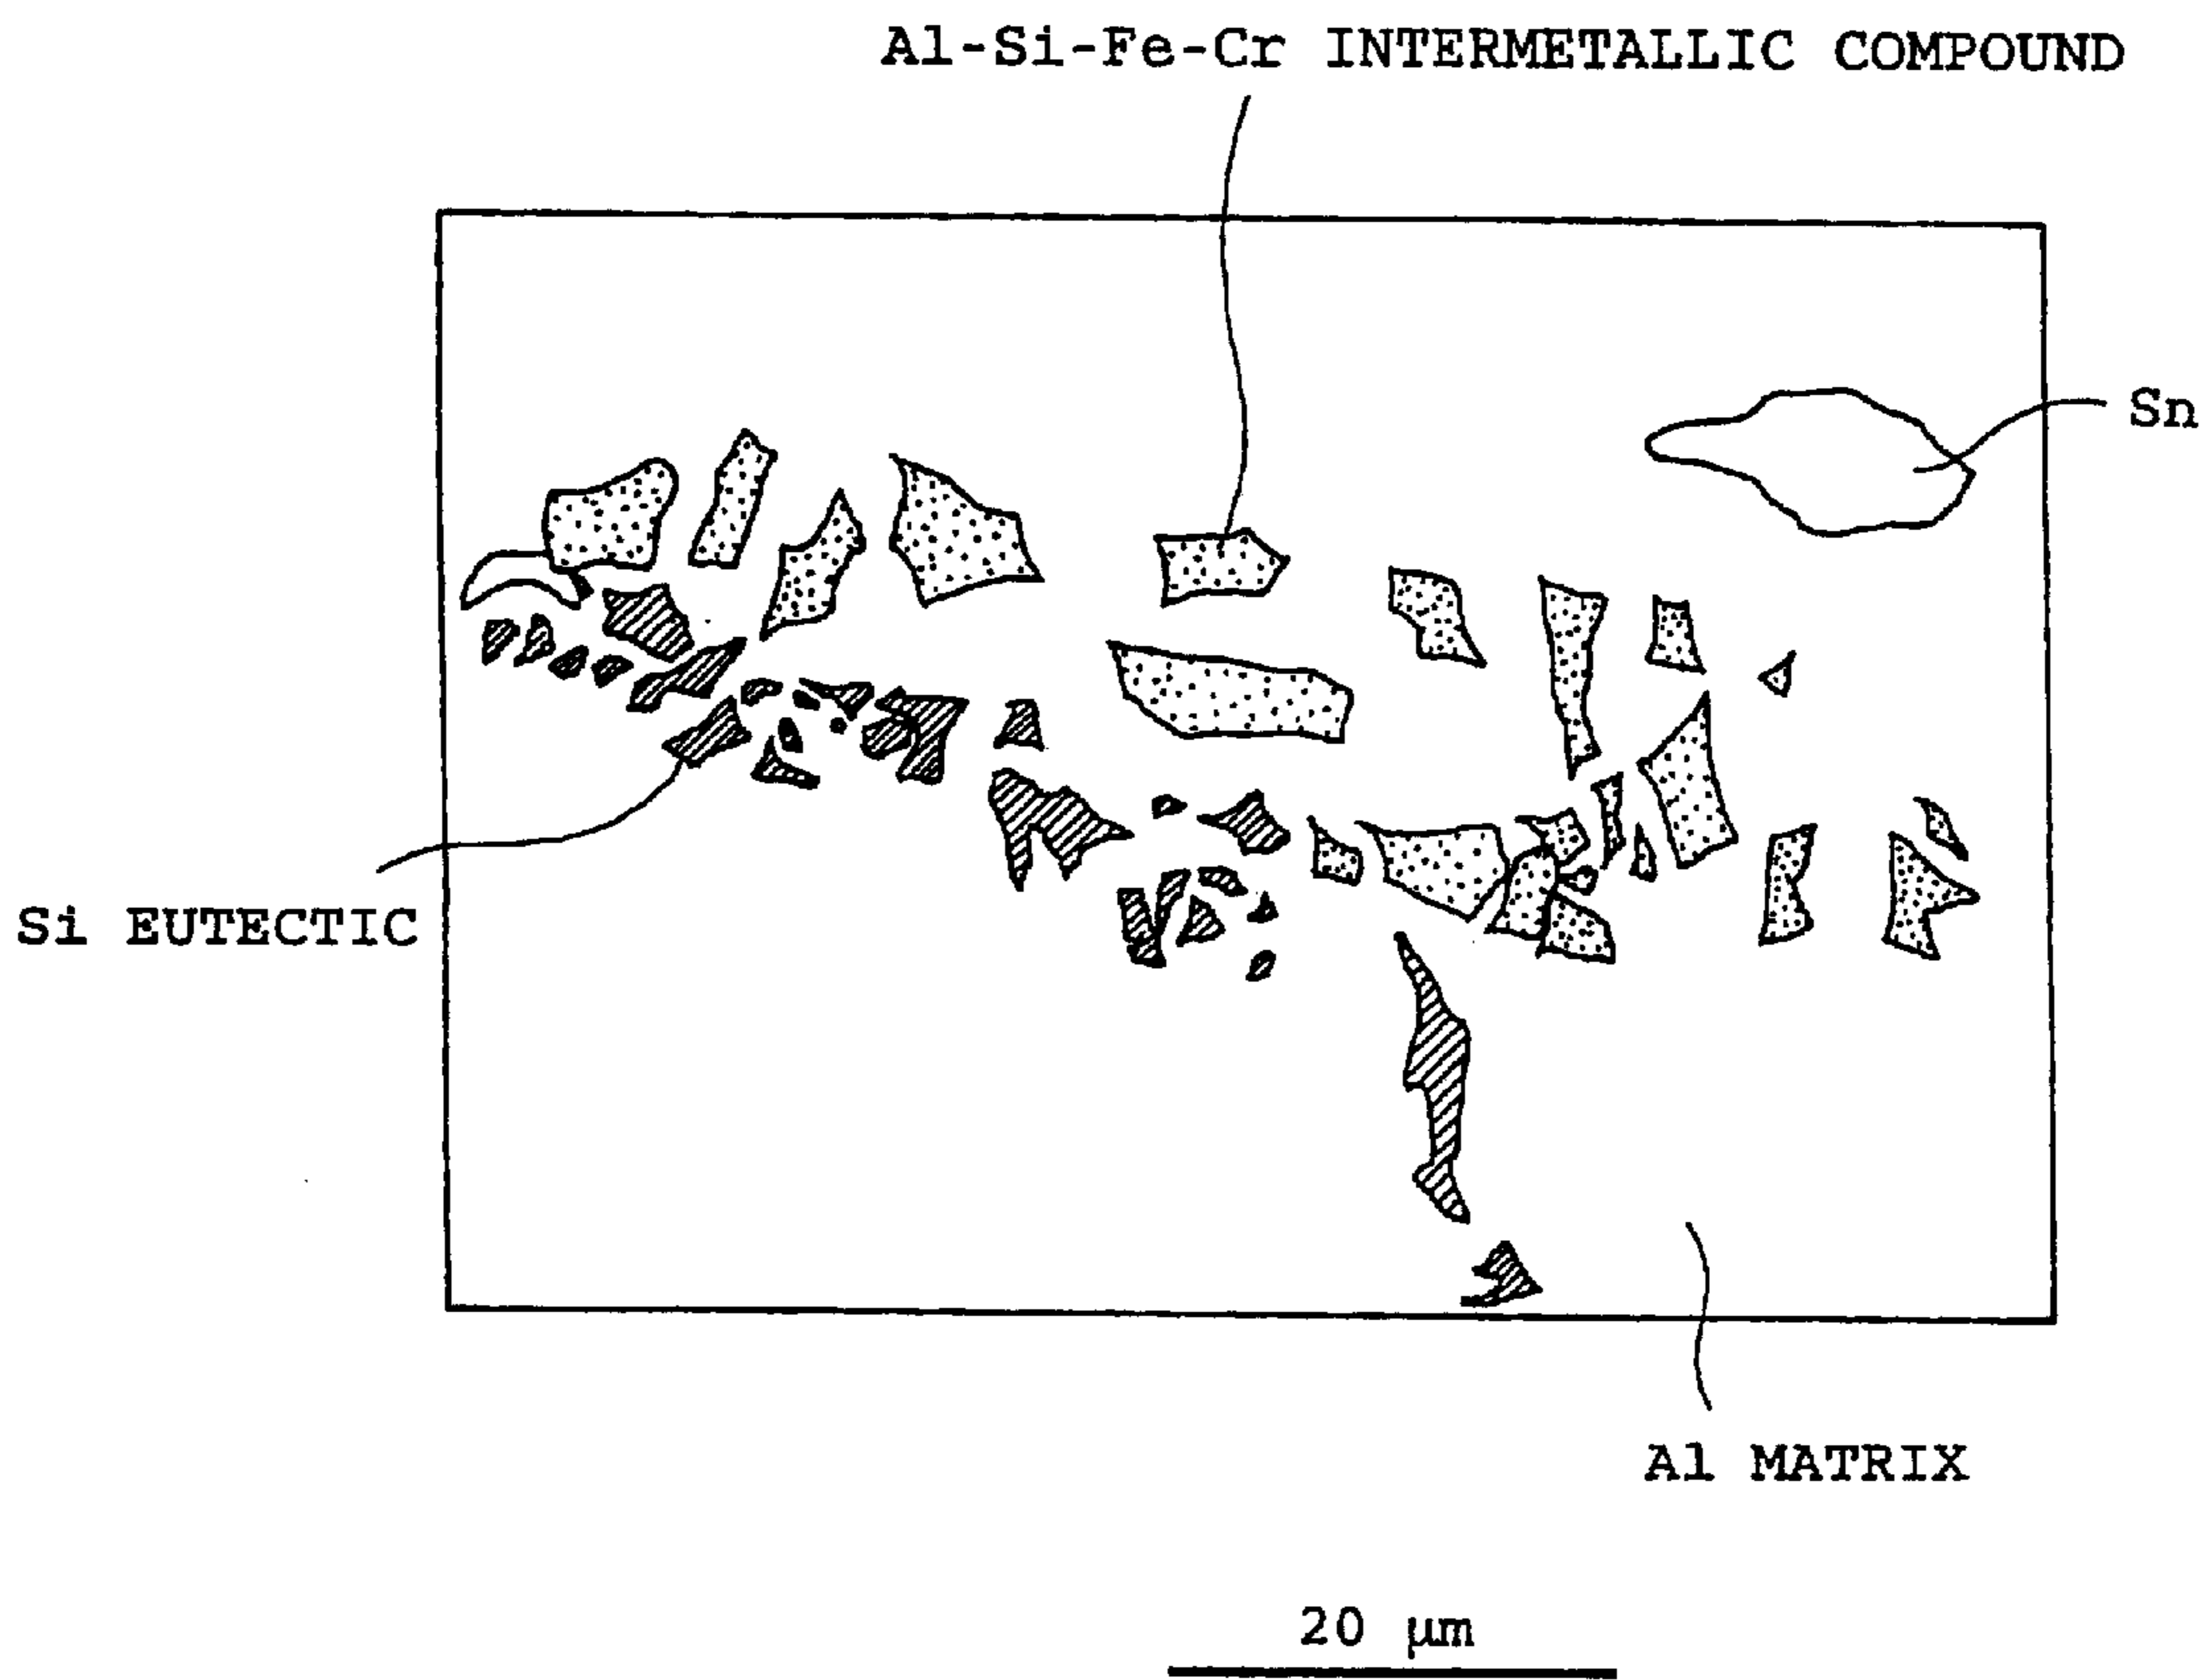 Al-Si-Fe-Cr INTERMETALLIC COMPOUND
Sn
Si EUTECTIC
Al MATRIX
20 μm